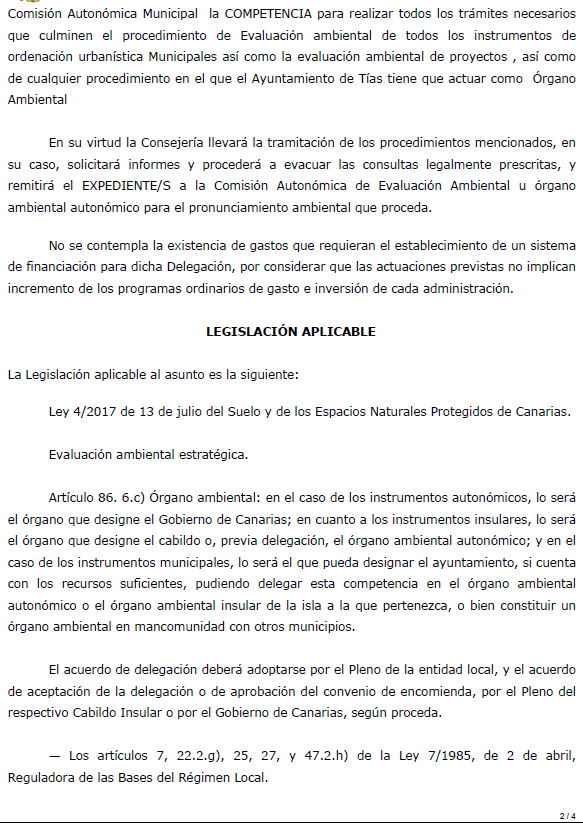 Comisión Autonómica Municipal la COMPETENCIA para realizar todos los trámites necesarios
que culminen el procedimiento de Evaluación ambiental de todos los instrumentos de
ordenación urbanística Municipales así como la evaluación ambiental de proyectos , así como
de cualquier procedimiento en el que el Ayuntamiento de Tías tiene que actuar como Órgano
Ambiental
En su virtud la Consejería llevará la tramitación de los procedimientos mencionados, en
su caso, solicitará informes y procederá a evacuar las consultas legalmente prescritas, y
remitirá el EXPEDIENTE/S a la Comisión Autonómica de Evaluación Ambiental u órgano
ambiental autonómico para el pronunciamiento ambiental que proceda.
No se contempla la existencia de gastos que requieran el establecimiento de un sistema
de financiación para dicha Delegación, por considerar que las actuaciones previstas no implican
incremento de los programas ordinarios de gasto e inversión de cada administración.
LEGISLACIÓN APLICABLE
La Legislación aplicable al asunto es la siguiente:
Ley 4/2017 de 13 de julio del Suelo y de los Espacios Naturales Protegidos de Canarias.
Evaluación ambiental estratégica.
Artículo 86. 6.c) Órgano ambiental: en el caso de los instrumentos autonómicos, lo será
el órgano que designe el Gobierno de Canarias; en cuanto a los instrumentos insulares, lo será
el órgano que designe el cabildo o, previa delegación, el órgano ambiental autonómico; y en el
caso de los instrumentos municipales, lo será el que pueda designar el ayuntamiento, si cuenta
con los recursos suficientes, pudiendo delegar esta competencia en el órgano ambiental
autonómico o el órgano ambiental insular de la isla a la que pertenezca, o bien constituir un
órgano ambiental en mancomunidad con otros municipios.
El acuerdo de delegación deberá adoptarse por el Pleno de la entidad local, y el acuerdo
de aceptación de la delegación o de aprobación del convenio de encomienda, por el Pleno del
respectivo Cabildo Insular o por el Gobierno de Canarias, según proceda.
— Los artículos 7, 22.2.g), 25, 27, y 47.2.h) de la Ley 7/1985, de 2 de abril,
Reguladora de las Bases del Régimen Local.
2 / 4